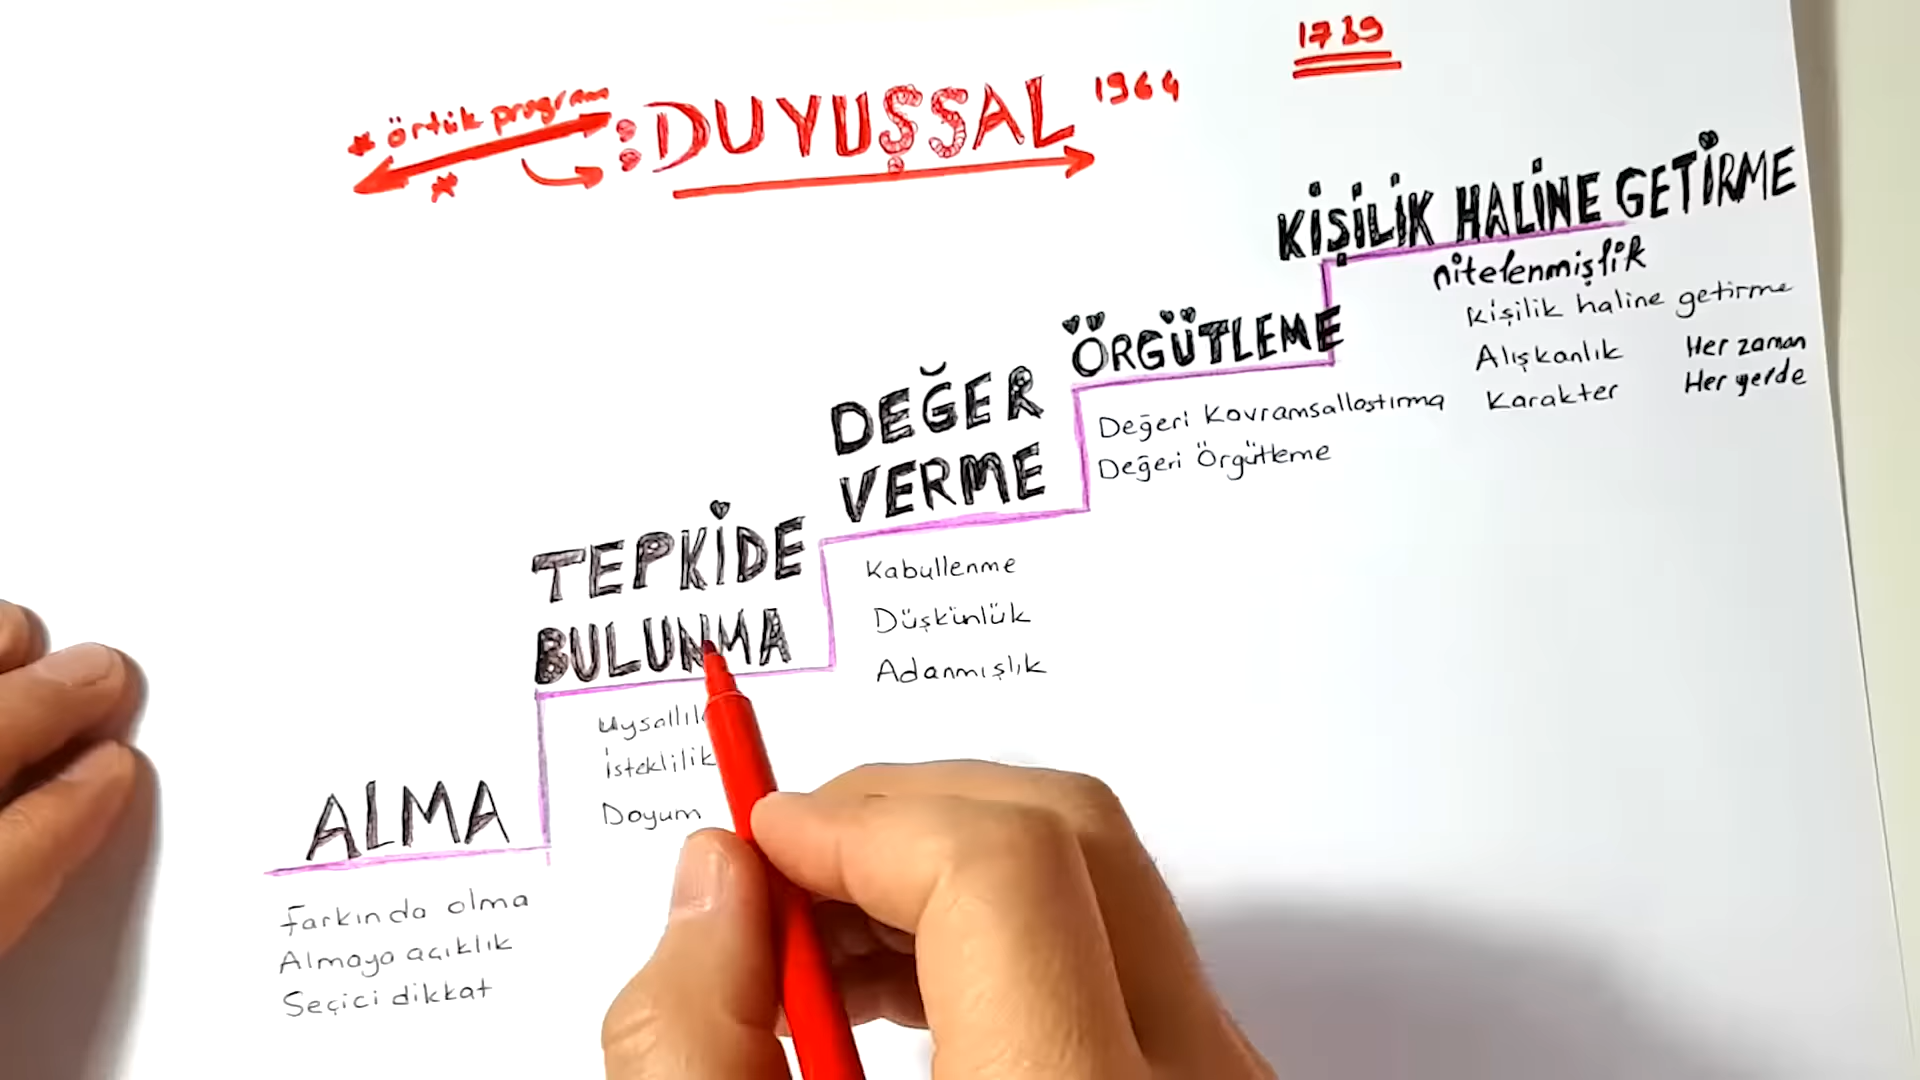 1739
* örtük program
: DUYUŞSAL 1964
*
KİŞİLİK HALİNE GETİRME
nitelenmişlik
Kişilik haline getirme
Alışkanlık Her zaman
Karakter Her yerde
ÖRGÜTLEME
Değeri Kavramsallaştırma
Değeri Örgütleme
DEĞER
VERME
Kabullenme
Düşkünlük
Adanmışlık
TEPKİDE
BULUNMA
İsteklilik
Doyum
ALMA
Farkında olma
Almaya açıklık
Seçici dikkat